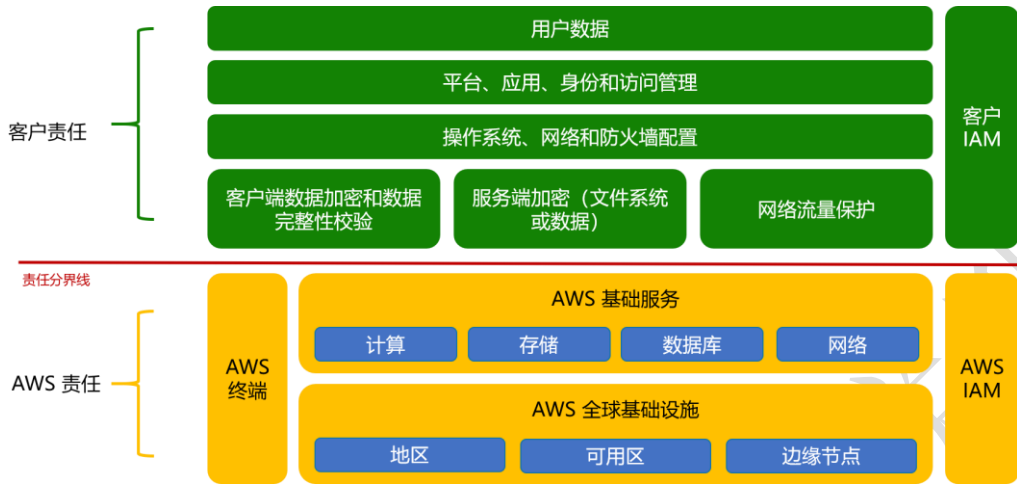 用户数据
平台、应用、身份和访问管理
操作系统、网络和防火墙配置
客户责任
客户
IAM
客户端数据加密和数据
完整性校验
服务端加密（文件系统
或数据）
网络流量保护
责任分界线
AWS 基础服务
计算
存储
数据库
网络
AWS 责任
AWS
终端
AWS
IAM
AWS 全球基础设施
地区
可用区
边缘节点